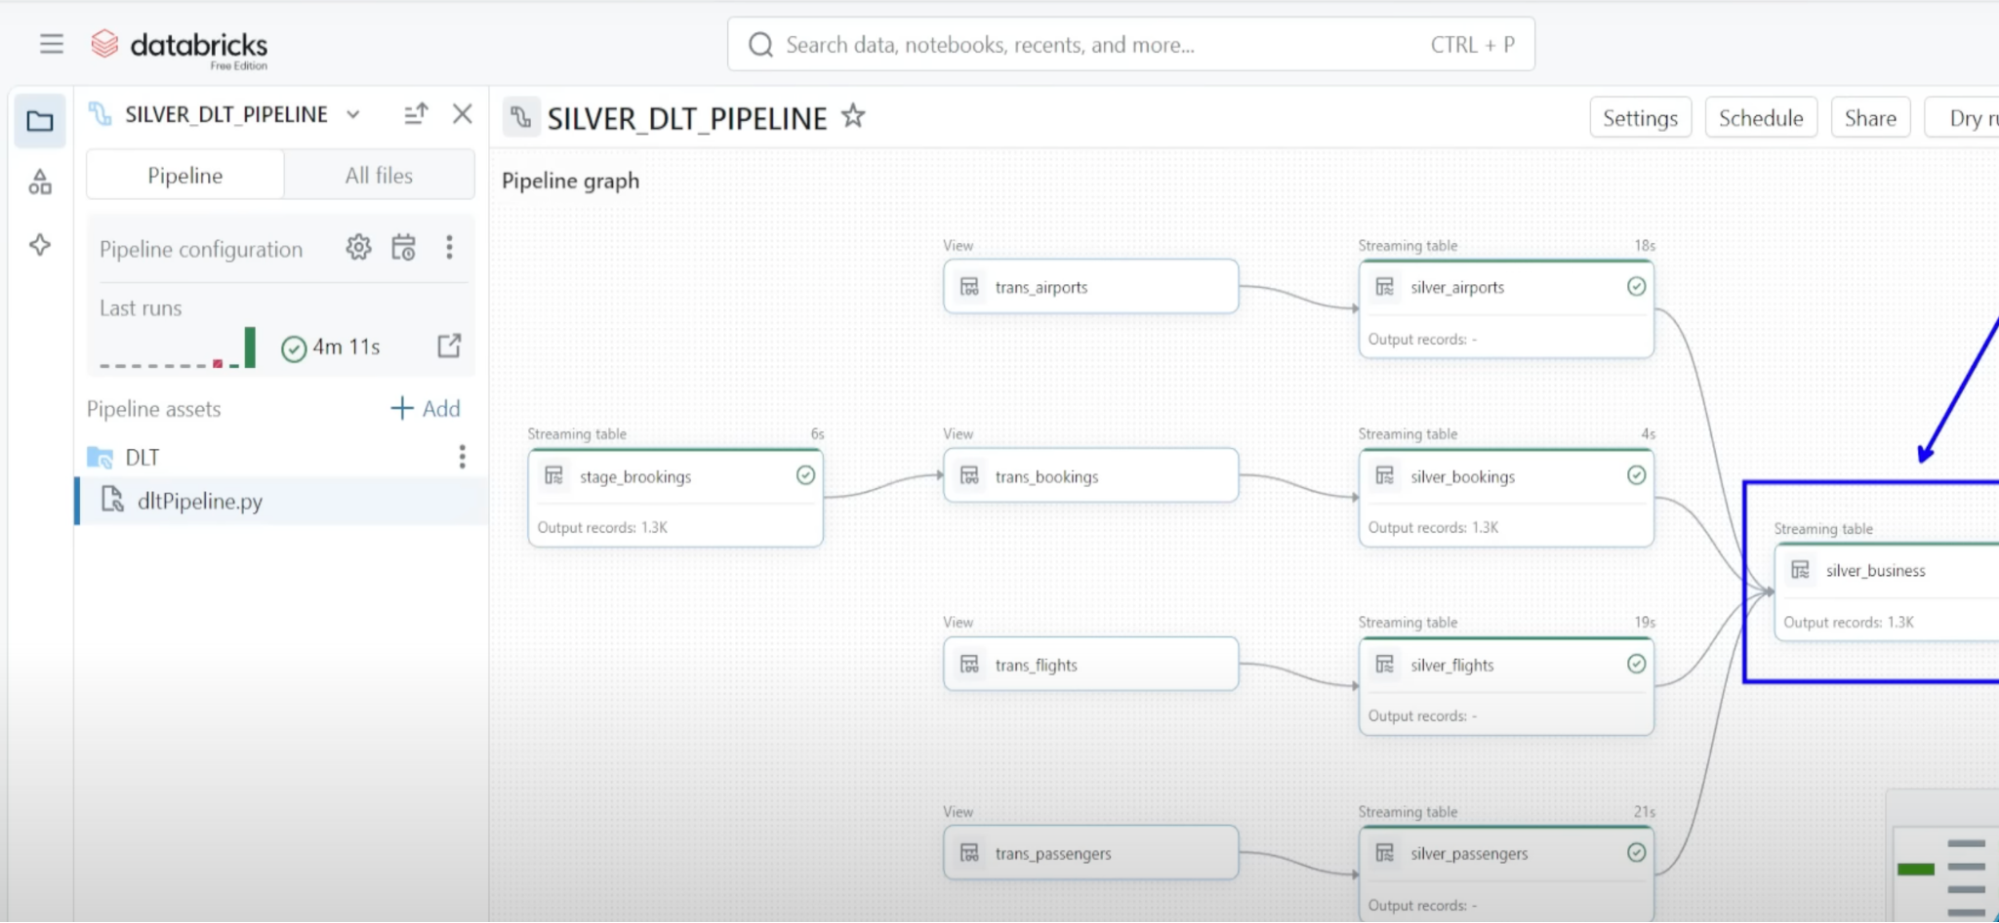 databricks
Free Edition
Search data, notebooks, recents, and more...
CTRL + P
SILVER_DLT_PIPELINE
Pipeline
All files
Pipeline configuration
Last runs
4m 11s
Pipeline assets
+ Add
DLT
dltPipeline.py
SILVER_DLT_PIPELINE
Settings
Schedule
Share
Dry ru
Pipeline graph
View
trans_airports
Streaming table 18s
silver_airports
Output records: -
Streaming table 6s
stage_brookings
Output records: 1.3K
View
trans_bookings
Streaming table 4s
silver_bookings
Output records: 1.3K
Streaming table
silver_business
Output records: 1.3K
View
trans_flights
Streaming table 19s
silver_flights
Output records: -
View
trans_passengers
Streaming table 21s
silver_passengers
Output records: -